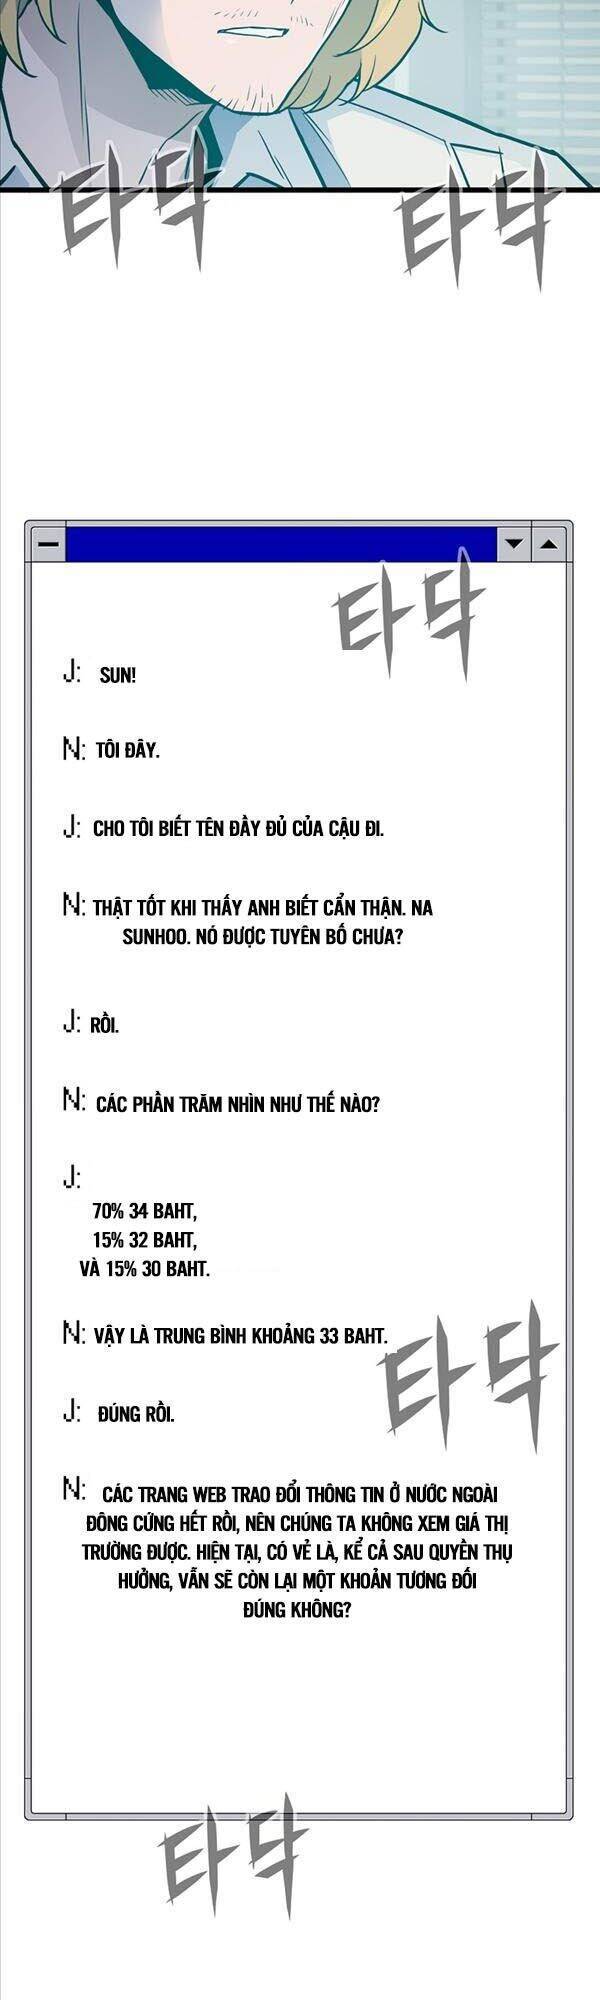 타닥
타닥
타닥
J: SUN!
N: TÔI ĐÂY.
J: CHO TÔI BIẾT TÊN ĐẦY ĐỦ CỦA CẬU ĐI.
N: THẬT TỐT KHI THẤY ANH BIẾT CẨN THẬN. NA
SUNHOO. NÓ ĐƯỢC TUYÊN BỐ CHƯA?
J: RỒI.
N: CÁC PHẦN TRĂM NHÌN NHƯ THẾ NÀO?
J:
70% 34 BAHT,
15% 32 BAHT,
VÀ 15% 30 BAHT.
N: VẬY LÀ TRUNG BÌNH KHOẢNG 33 BAHT.
타닥
J: ĐÚNG RỒI.
N: CÁC TRANG WEB TRAO ĐỔI THÔNG TIN Ở NƯỚC NGOÀI
ĐÔNG CỨNG HẾT RỒI, NÊN CHÚNG TA KHÔNG XEM GIÁ THỊ
TRƯỜNG ĐƯỢC. HIỆN TẠI, CÓ VẺ LÀ, KỂ CẢ SAU QUYỀN THỤ
HƯỞNG, VẪN SẼ CÒN LẠI MỘT KHOẢN TƯƠNG ĐỐI
ĐÚNG KHÔNG?
타닥